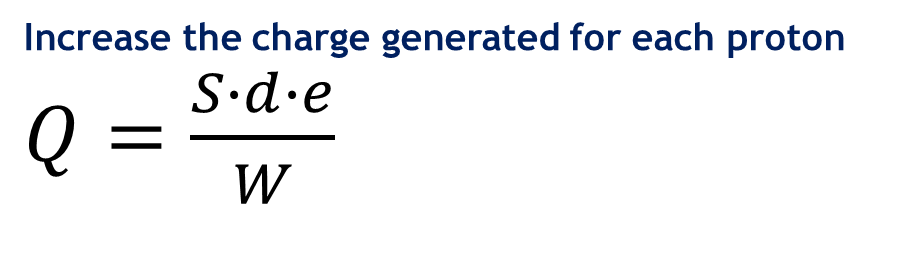 Increase the charge generated for each proton
Q = S·d·e / W